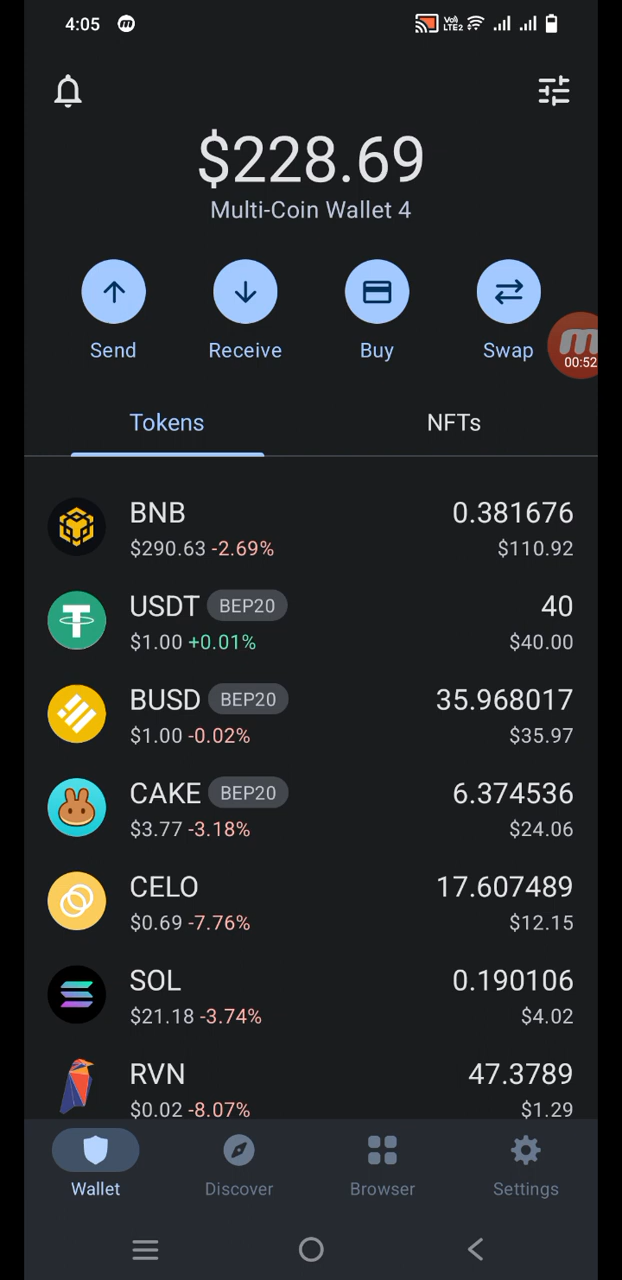 4:05
Vo) LTE2
$228.69
Multi-Coin Wallet 4
Send Receive Buy Swap
00:52
Tokens NFTs
BNB 0.381676
$290.63 -2.69% $110.92
USDT BEP20 40
$1.00 +0.01% $40.00
BUSD BEP20 35.968017
$1.00 -0.02% $35.97
CAKE BEP20 6.374536
$3.77 -3.18% $24.06
CELO 17.607489
$0.69 -7.76% $12.15
SOL 0.190106
$21.18 -3.74% $4.02
RVN 47.3789
$0.02 -8.07% $1.29
Wallet Discover Browser Settings